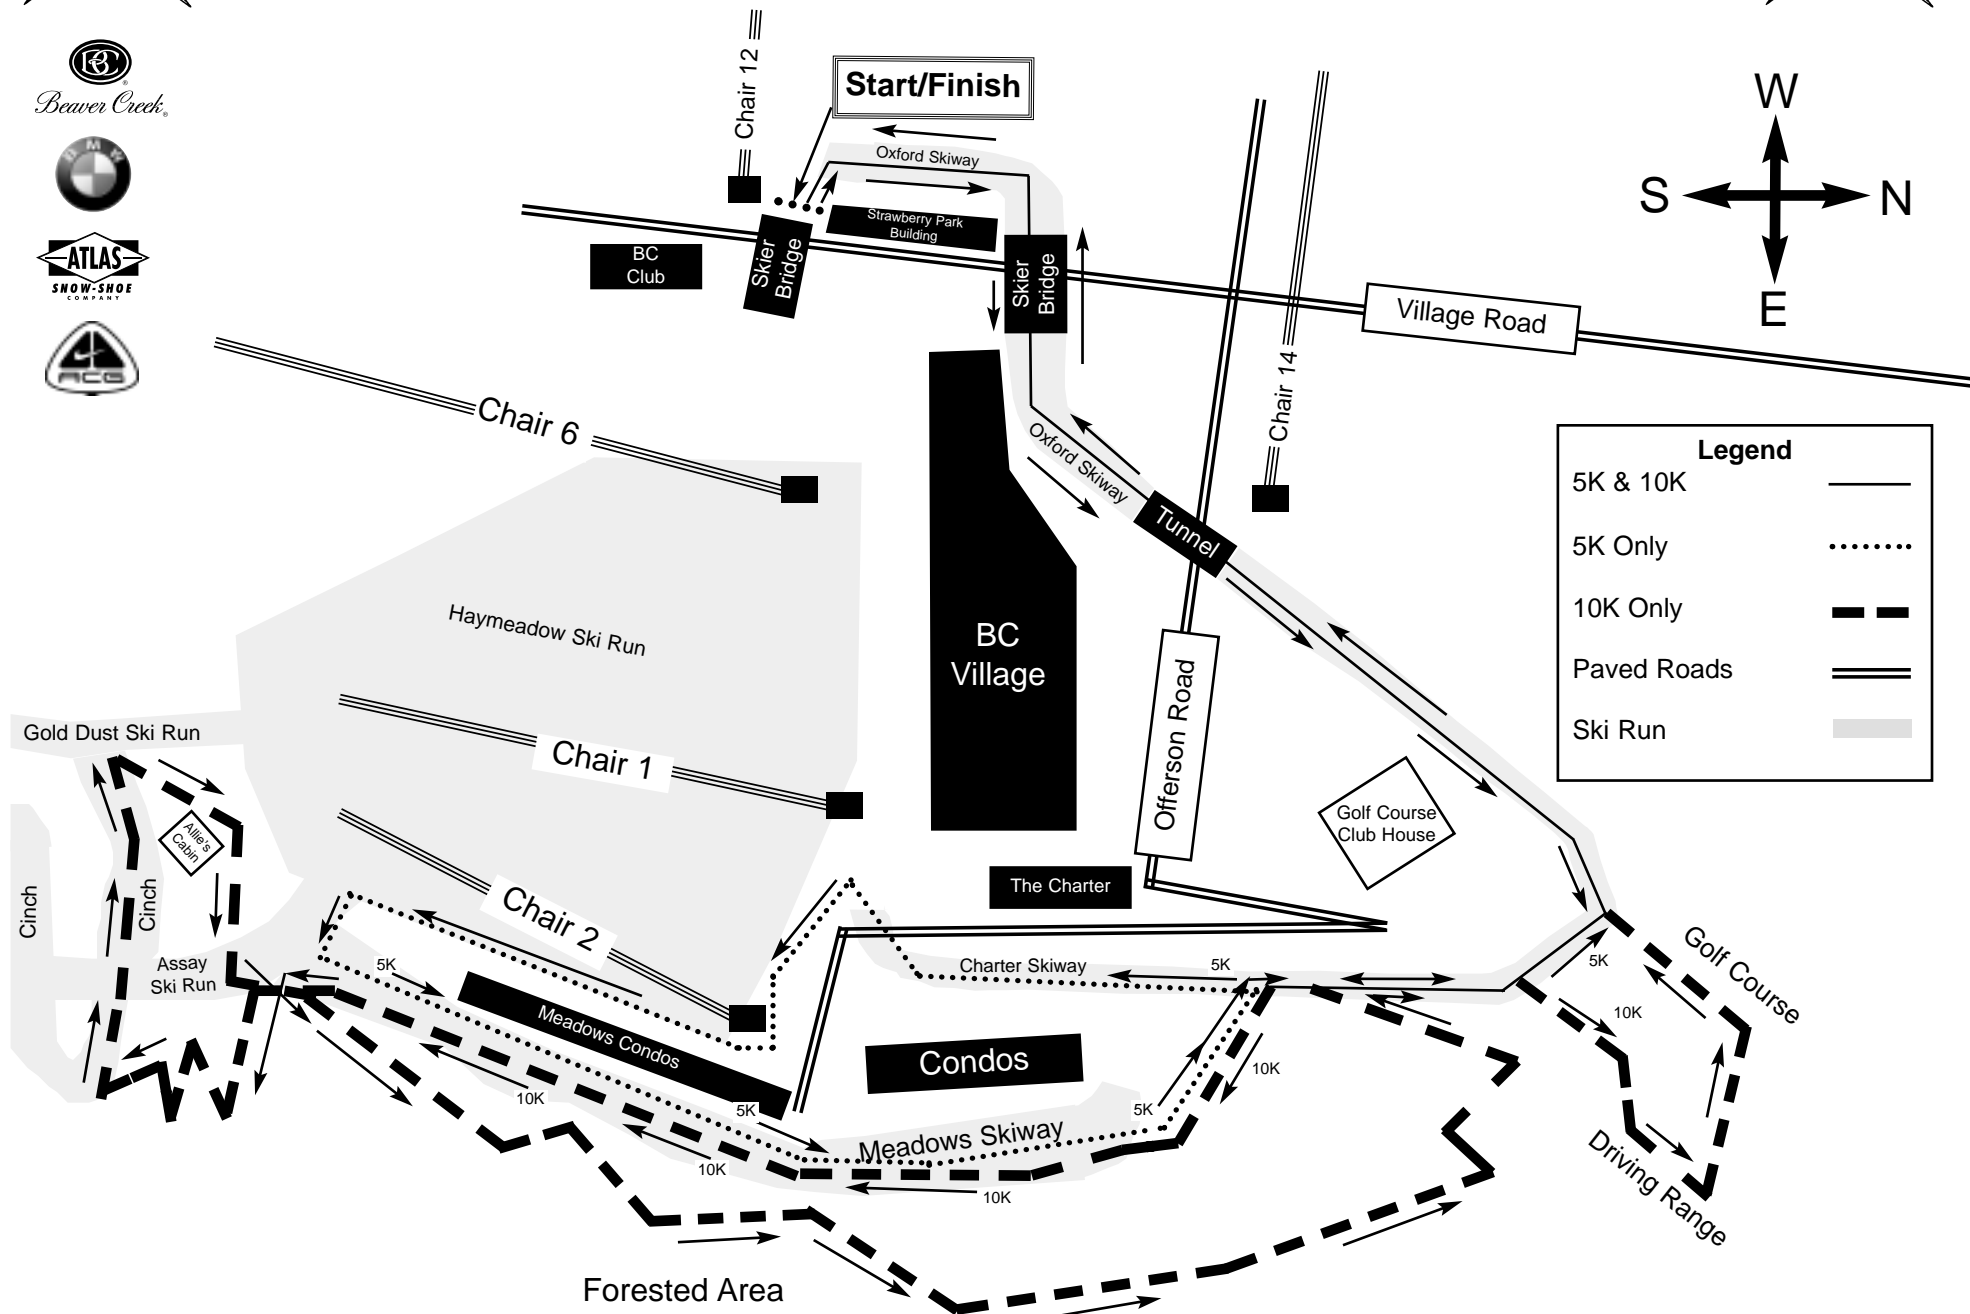 BC
Beaver Creek
BMW
ATLAS
SNOW-SHOE
COMPANY
ACG
Chair 12
Start/Finish
Oxford Skiway
Strawberry Park
Building
BC
Club
Skier
Bridge
Skier
Bridge
W
S
N
E
Village Road
Chair 14
Chair 6
Oxford Skiway
Tunnel
Legend
5K & 10K
5K Only
10K Only
Paved Roads
Ski Run
Haymeadow Ski Run
BC
Village
Offerson Road
Gold Dust Ski Run
Chair 1
Golf Course
Club House
Allie's
Cabin
Cinch
Cinch
The Charter
Chair 2
Golf Course
Assay
Ski Run
5K
Charter Skiway
5K
5K
Meadows Condos
10K
Condos
10K
10K
5K
5K
Meadows Skiway
Driving Range
10K
10K
Forested Area